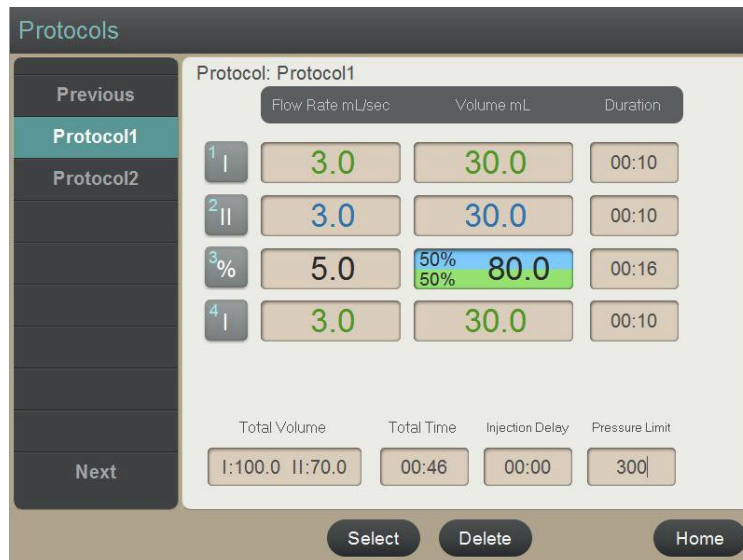 Protocols
Previous
Protocol1
Protocol2
Next
Protocol: Protocol1
Flow Rate mL/sec Volume mL Duration
1 I 3.0 30.0 00:10
2 II 3.0 30.0 00:10
3 % 5.0 50% 50% 80.0 00:16
4 I 3.0 30.0 00:10
Total Volume Total Time Injection Delay Pressure Limit
I:100.0 II:70.0 00:46 00:00 300
Select Delete Home